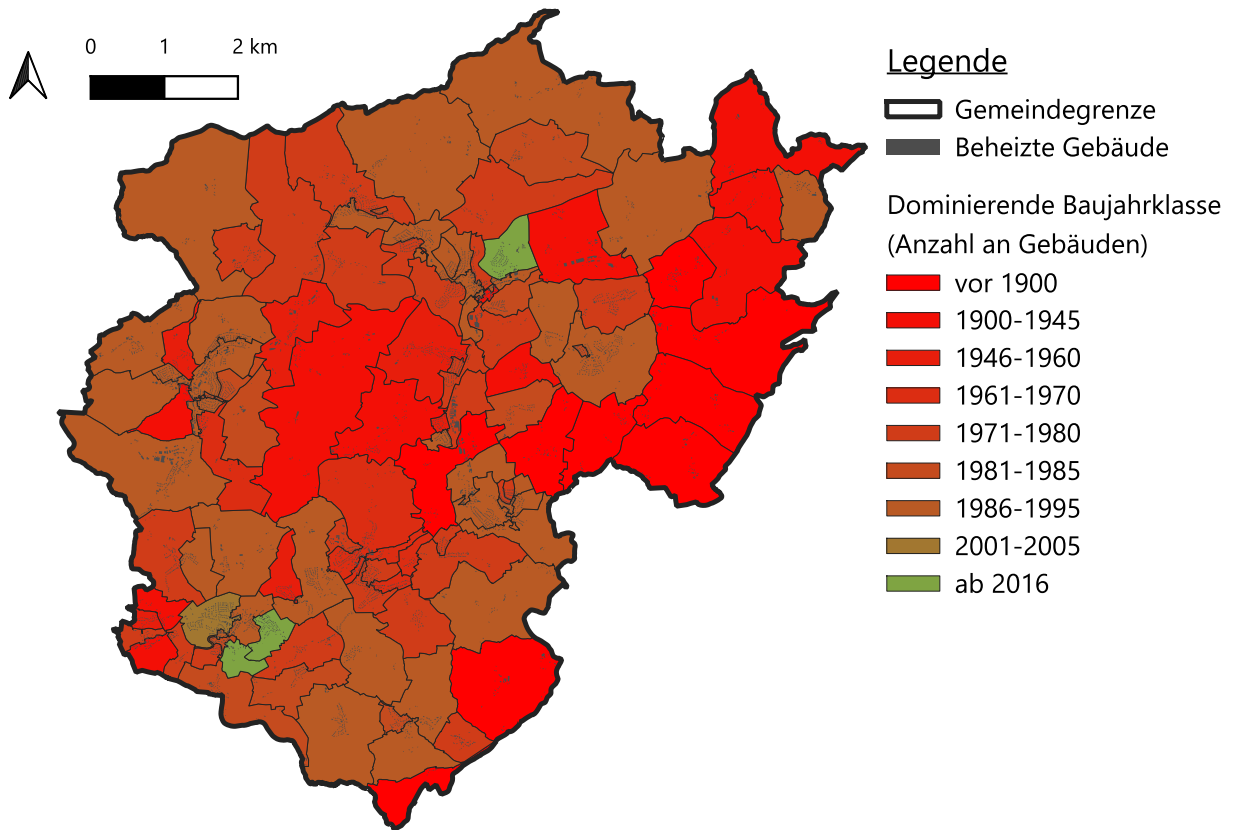 0 1 2 km
Legende
Gemeindegrenze
Beheizte Gebäude
Dominierende Baujahrklasse
(Anzahl an Gebäuden)
vor 1900
1900-1945
1946-1960
1961-1970
1971-1980
1981-1985
1986-1995
2001-2005
ab 2016